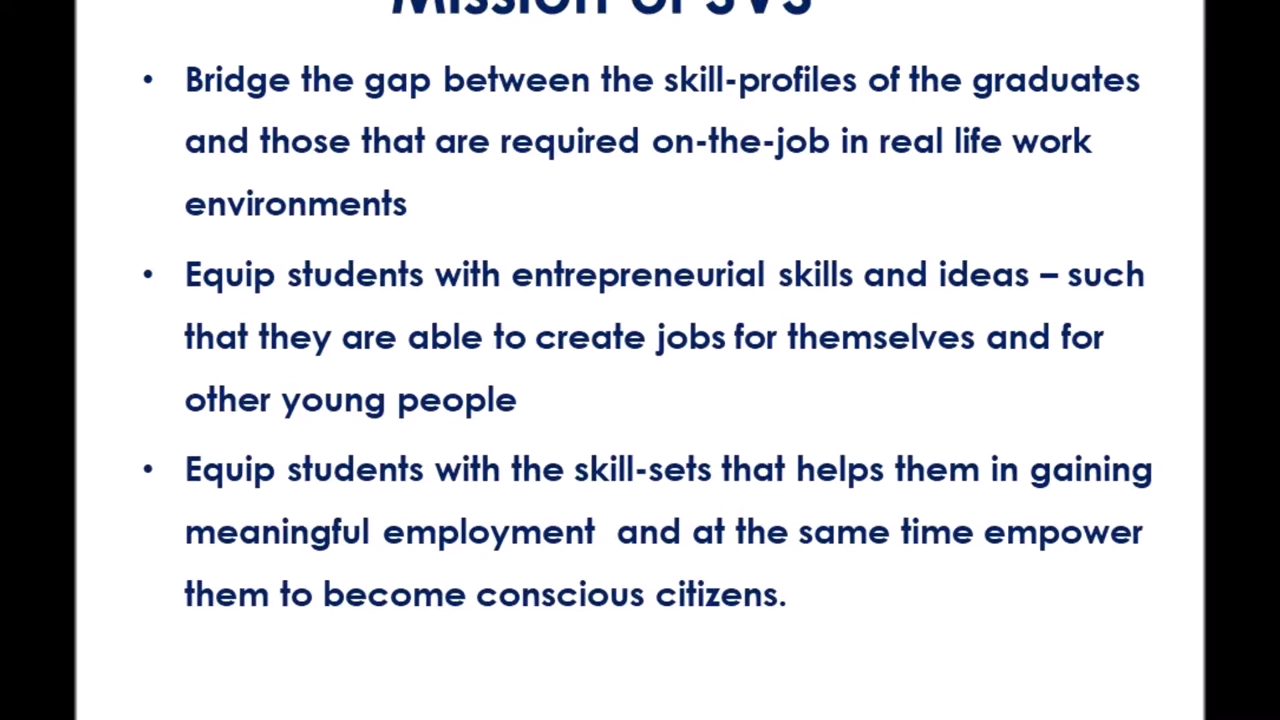 Mission of SVS
• Bridge the gap between the skill-profiles of the graduates
and those that are required on-the-job in real life work
environments
• Equip students with entrepreneurial skills and ideas – such
that they are able to create jobs for themselves and for
other young people
• Equip students with the skill-sets that helps them in gaining
meaningful employment and at the same time empower
them to become conscious citizens.